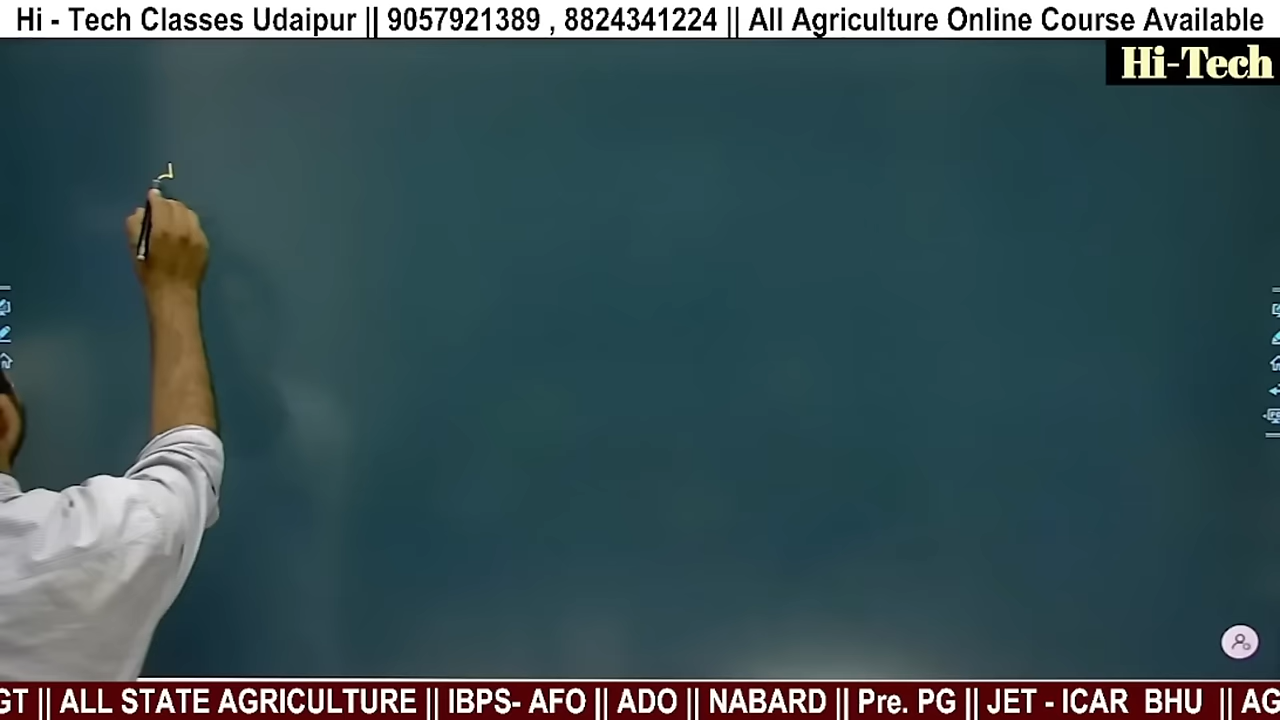 Hi - Tech Classes Udaipur || 9057921389 , 8824341224 || All Agriculture Online Course Available
Hi-Tech
GT || ALL STATE AGRICULTURE || IBPS- AFO || ADO || NABARD || Pre. PG || JET - ICAR BHU || AG